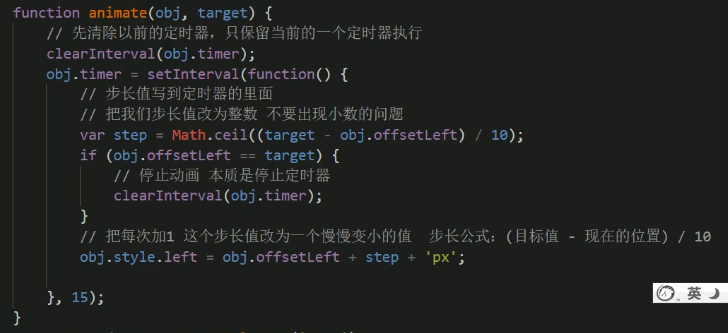 function animate(obj, target) {
// 先清除以前的定时器，只保留当前的一个定时器执行
clearInterval(obj.timer);
obj.timer = setInterval(function() {
// 步长值写到定时器的里面
// 把我们步长值改为整数 不要出现小数的问题
var step = Math.ceil((target - obj.offsetLeft) / 10);
if (obj.offsetLeft == target) {
// 停止动画 本质是停止定时器
clearInterval(obj.timer);
}
// 把每次加1 这个步长值改为一个慢慢变小的值 步长公式：(目标值 - 现在的位置) / 10
obj.style.left = obj.offsetLeft + step + 'px';
}, 15);
}
英